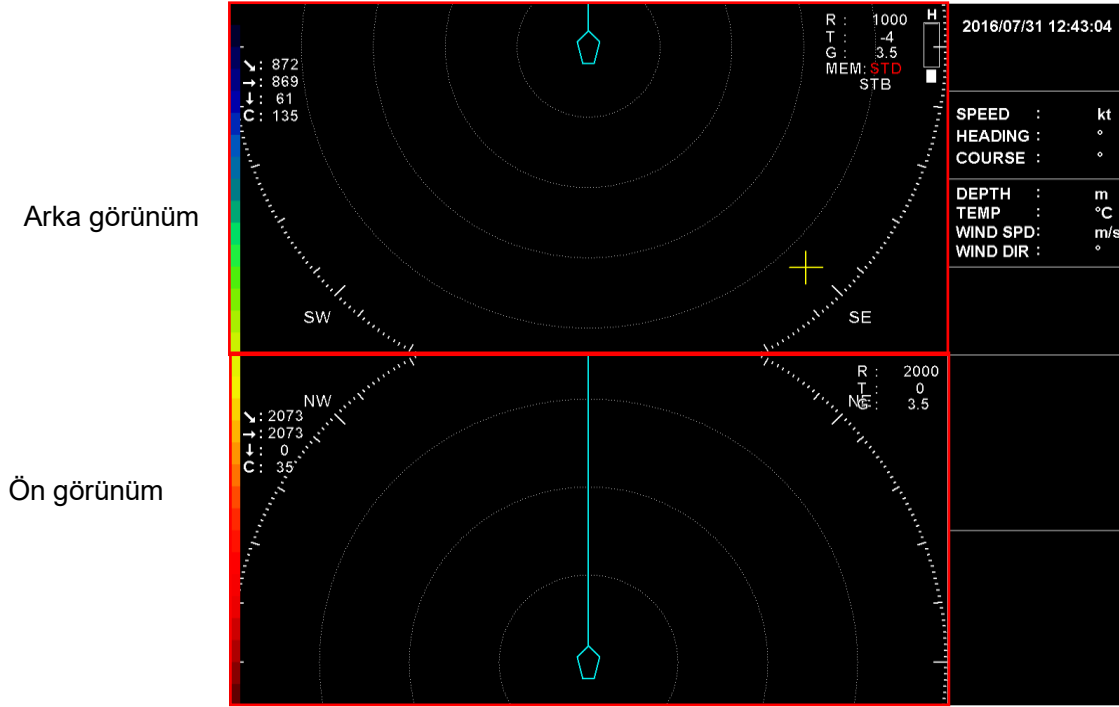 Arka görünüm
R : 1000
T : -4
G : 3.5
MEM: STD
STB
H
↘: 872
→: 869
↓: 61
C: 135
SW
SE
2016/07/31 12:43:04
SPEED : kt
HEADING : °
COURSE : °
DEPTH : m
TEMP : °C
WIND SPD: m/s
WIND DIR : °
Ön görünüm
R : 2000
T : 0
G : 3.5
NW
NE
↘: 2073
→: 2073
↓: 0
C: 35